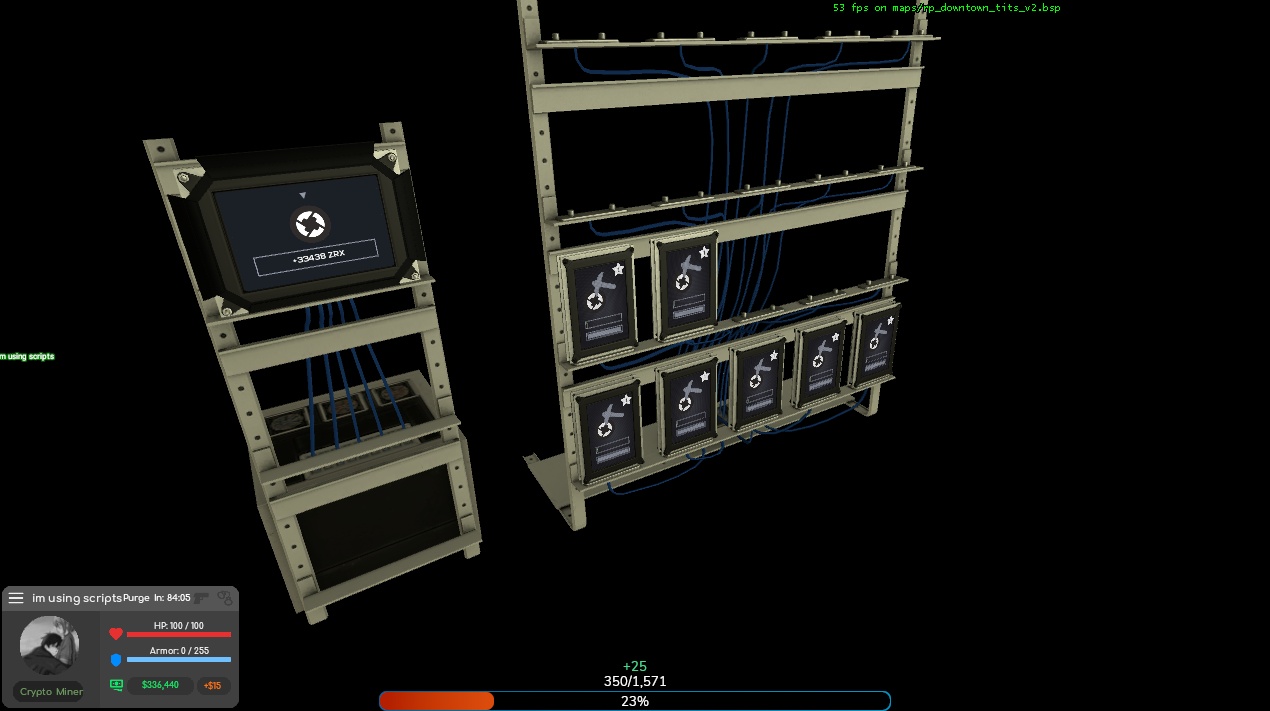 53 fps on maps/rp_downtown_tits_v2.bsp
+33438 ZRX
m using scripts
im using scripts Purge In: 84:05
HP: 100 / 100
Armor: 0 / 255
Crypto Miner
$336,440
+$15
+25
350/1,571
23%